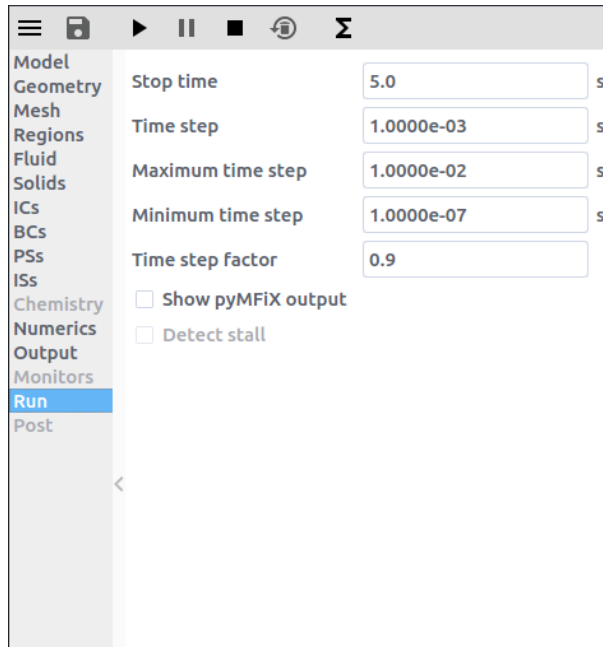 Σ
Model
Geometry
Mesh
Regions
Fluid
Solids
ICs
BCs
PSs
ISs
Chemistry
Numerics
Output
Monitors
Run
Post
Stop time 5.0 s
Time step 1.0000e-03 s
Maximum time step 1.0000e-02
Minimum time step 1.0000e-07 s
Time step factor 0.9
Show pyMFiX output
Detect stall